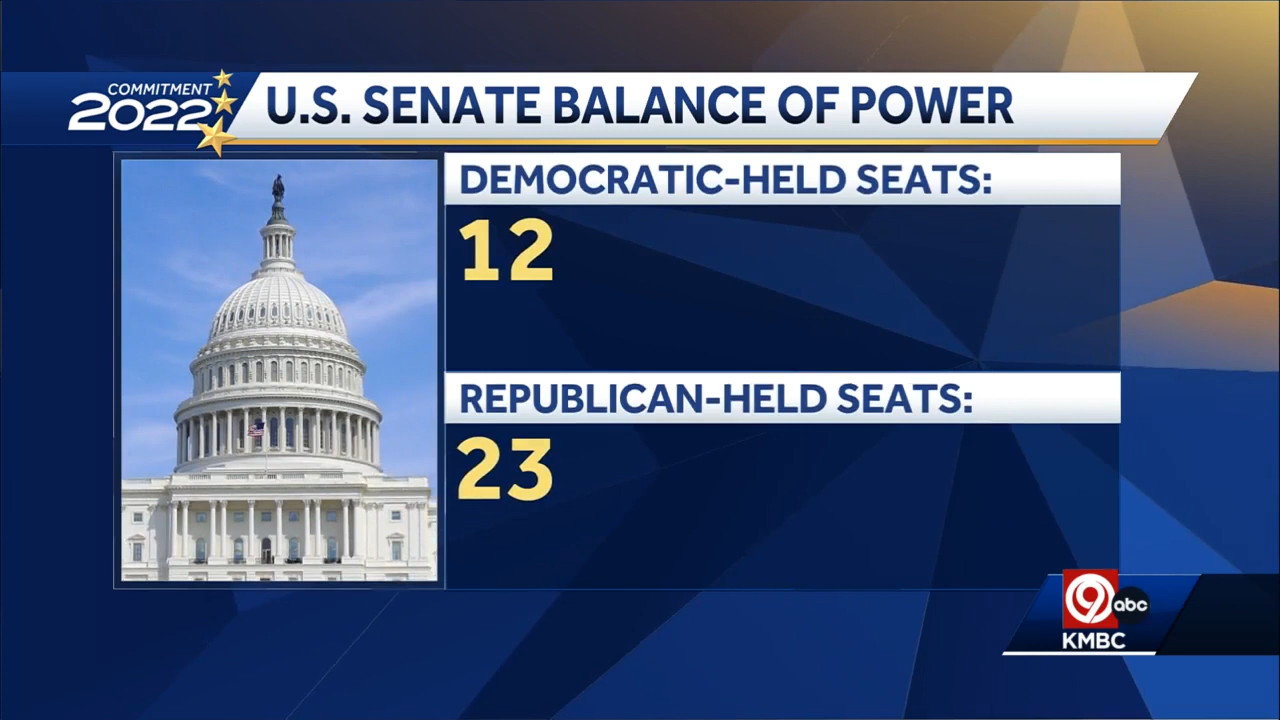 COMMITMENT
2022
U.S. SENATE BALANCE OF POWER
DEMOCRATIC-HELD SEATS:
12
REPUBLICAN-HELD SEATS:
23
9 abc
KMBC